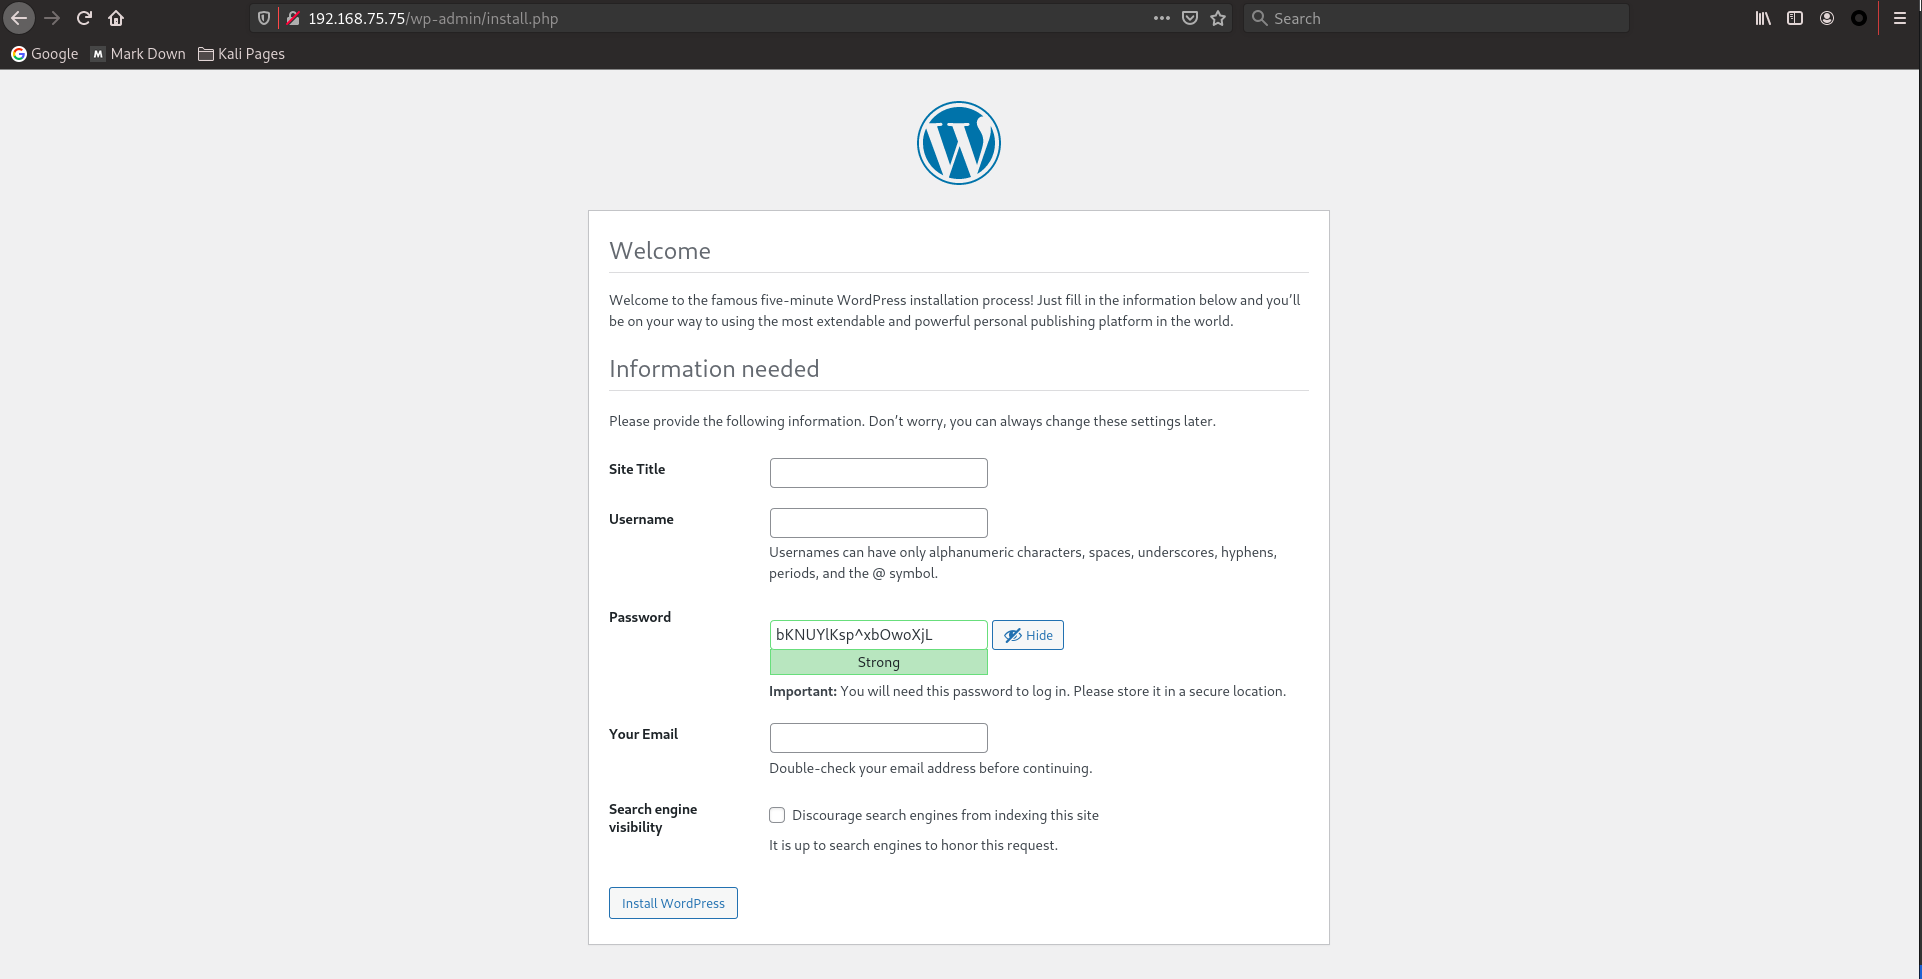 192.168.75.75/wp-admin/install.php
Search
Google
Mark Down
Kali Pages
Welcome
Welcome to the famous five-minute WordPress installation process! Just fill in the information below and you’ll
be on your way to using the most extendable and powerful personal publishing platform in the world.
Information needed
Please provide the following information. Don’t worry, you can always change these settings later.
Site Title
Username
Usernames can have only alphanumeric characters, spaces, underscores, hyphens,
periods, and the @ symbol.
Password
bKNUYlKsp^xbOwoXjL
Hide
Strong
Important: You will need this password to log in. Please store it in a secure location.
Your Email
Double-check your email address before continuing.
Search engine
visibility
Discourage search engines from indexing this site
It is up to search engines to honor this request.
Install WordPress